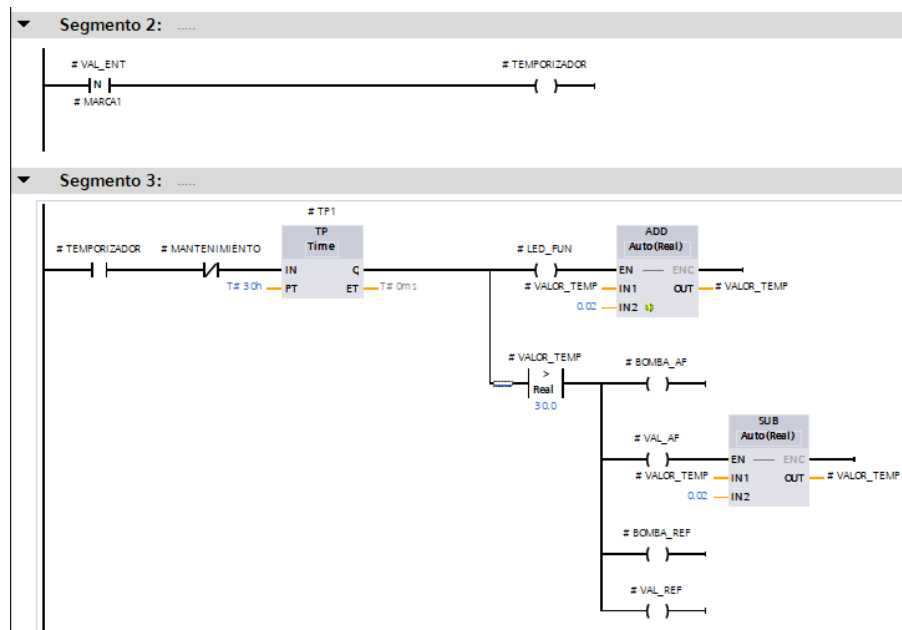 Segmento 2: .....
# VAL_ENT
N
# MARCA1
# TEMPORIZADOR
Segmento 3: .....
# TEMPORIZADOR
# MANTENIMIENTO
# TP1
TP
Time
IN Q
T# 30h PT ET T# 0ms
# LED_FUN
ADD
Auto (Real)
EN ENO
# VALOR_TEMP IN1 OUT # VALOR_TEMP
0.02 IN2
# VALOR_TEMP
>
Real
30.0
# BOMBA_AF
# VAL_AF
SUB
Auto (Real)
EN ENO
# VALOR_TEMP IN1 OUT # VALOR_TEMP
0.02 IN2
# BOMBA_REF
# VAL_REF